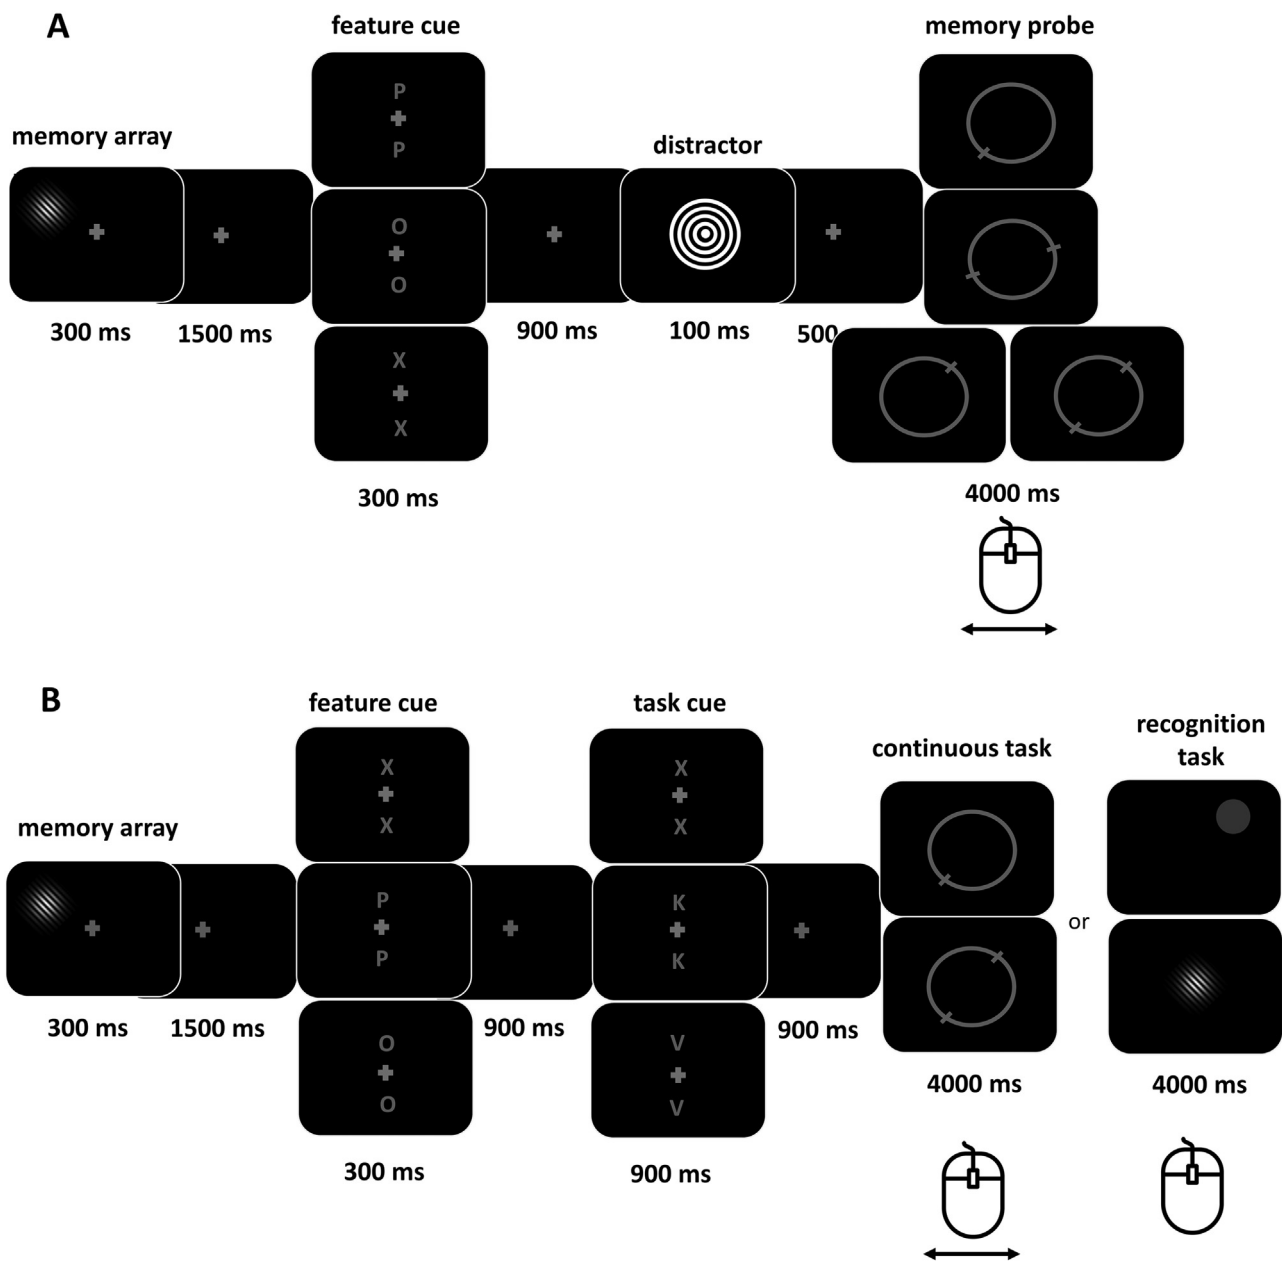 A
feature cue
memory probe
memory array
distractor
P
P
O
O
X
X
300 ms
1500 ms
900 ms
100 ms
500
300 ms
4000 ms
B
feature cue
task cue
continuous task
recognition
task
memory array
X
X
P
P
O
O
X
X
K
K
V
V
or
300 ms
1500 ms
900 ms
900 ms
4000 ms
4000 ms
300 ms
900 ms